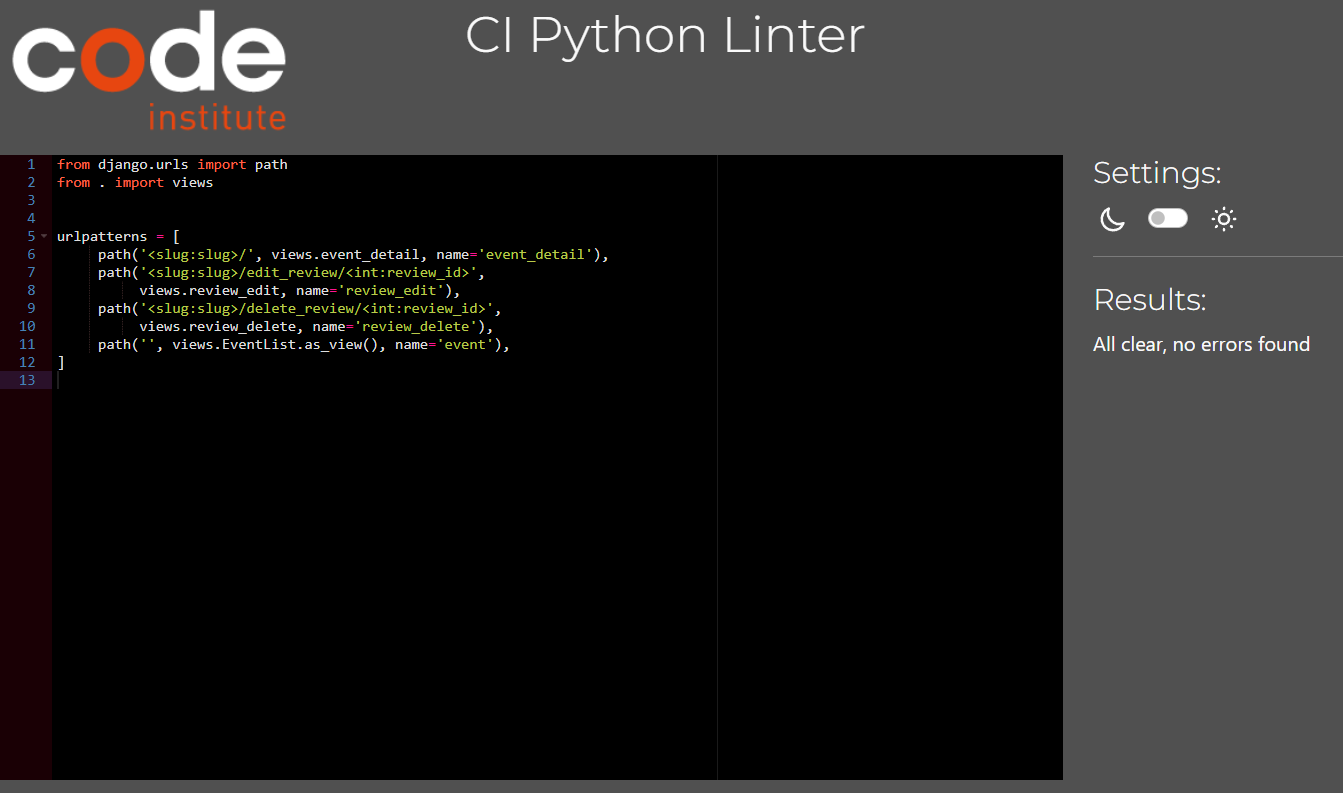 code
institute
CI Python Linter
1 from django.urls import path
2 from . import views
3
4
5 urlpatterns = [
6     path('<slug:slug>/', views.event_detail, name='event_detail'),
7     path('<slug:slug>/edit_review/<int:review_id>',
8          views.review_edit, name='review_edit'),
9     path('<slug:slug>/delete_review/<int:review_id>',
10          views.review_delete, name='review_delete'),
11     path('', views.EventList.as_view(), name='event'),
12 ]
13
Settings:
Results:
All clear, no errors found